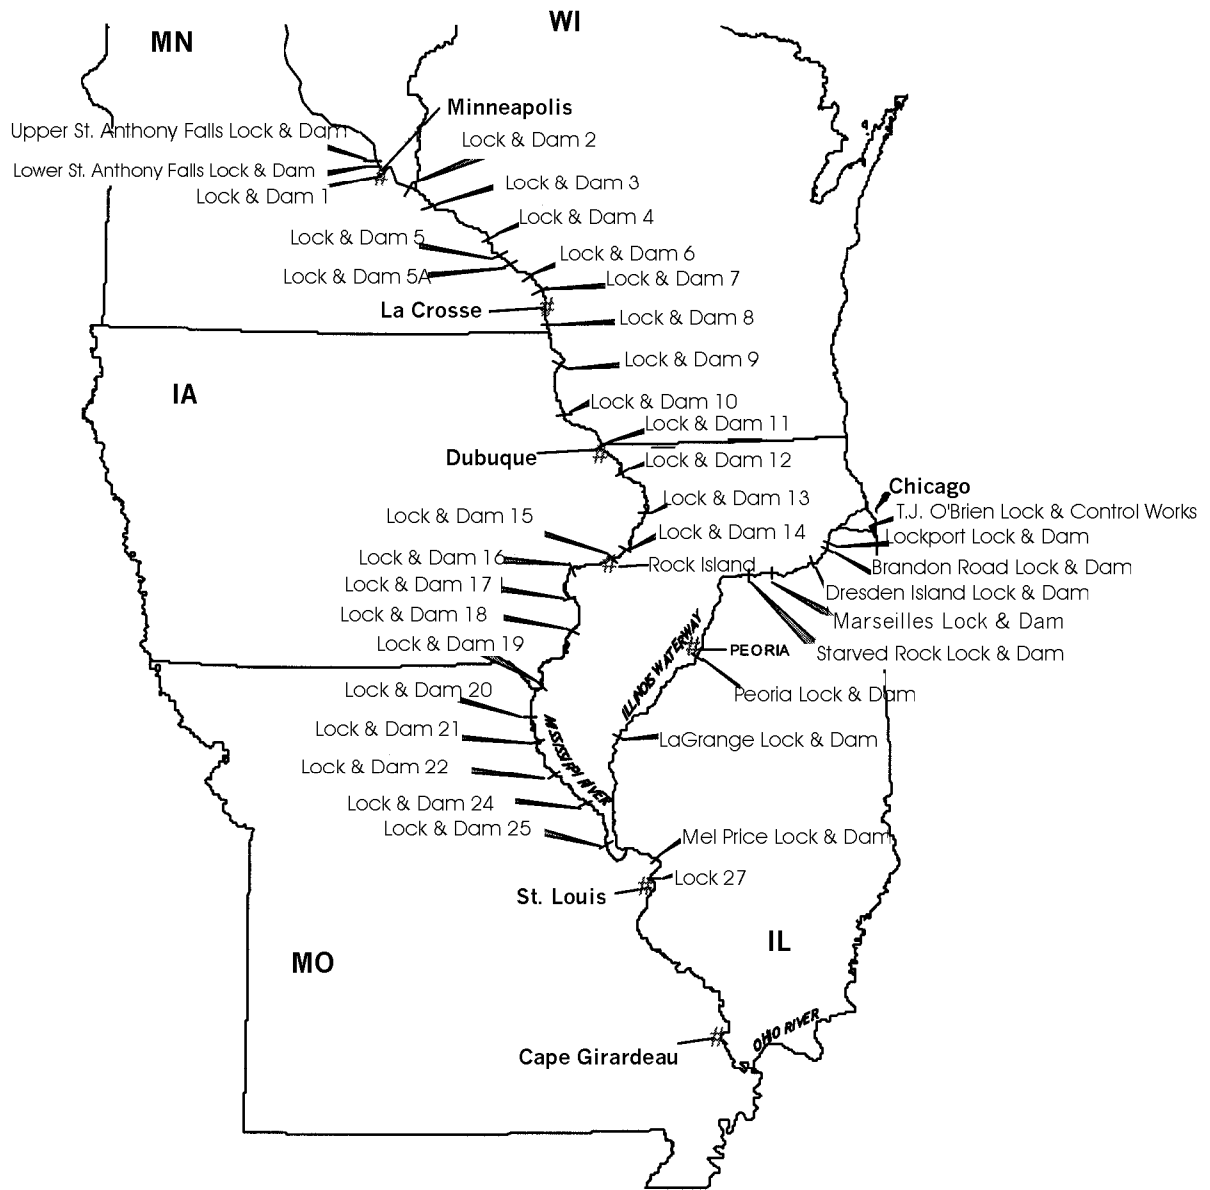 WI
MN
Minneapolis
Upper St. Anthony Falls Lock & Dam
Lock & Dam 2
Lower St. Anthony Falls Lock & Dam
Lock & Dam 3
Lock & Dam 1
Lock & Dam 4
Lock & Dam 5
Lock & Dam 6
Lock & Dam 5A
Lock & Dam 7
La Crosse
Lock & Dam 8
Lock & Dam 9
IA
Lock & Dam 10
Lock & Dam 11
Dubuque
Lock & Dam 12
Chicago
Lock & Dam 13
T.J. O'Brien Lock & Control Works
Lock & Dam 15
Lock & Dam 14
Lockport Lock & Dam
Lock & Dam 16
Rock Island
Brandon Road Lock & Dam
Lock & Dam 17
Dresden Island Lock & Dam
Lock & Dam 18
Marseilles Lock & Dam
Lock & Dam 19
PEORIA
Starved Rock Lock & Dam
ILLINOIS WATERWAY
Lock & Dam 20
Peoria Lock & Dam
Lock & Dam 21
LaGrange Lock & Dam
MISSISSIPPI RIVER
Lock & Dam 22
Lock & Dam 24
Lock & Dam 25
Mel Price Lock & Dam
Lock 27
St. Louis
IL
MO
OHIO RIVER
Cape Girardeau